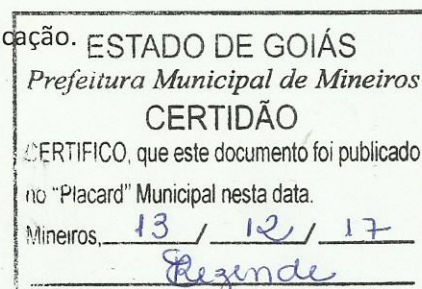 cação.
ESTADO DE GOIÁS
Prefeitura Municipal de Mineiros
CERTIDÃO
CERTIFICO, que este documento foi publicado
no "Placard" Municipal nesta data.
Mineiros, 13 / 12 / 17
Rezende